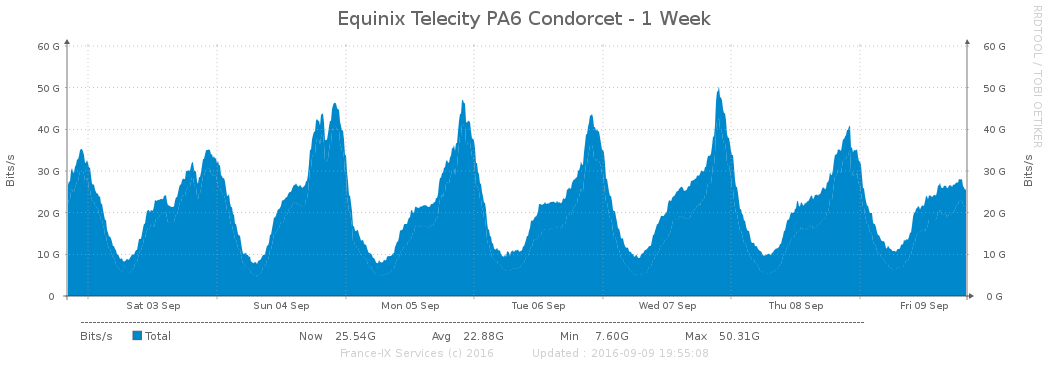 Equinix Telecity PA6 Condorcet - 1 Week
RRDTOOL / TOBI OETIKER
Bits/s
60 G 60 G
50 G 50 G
40 G 40 G
30 G 30 G
20 G 20 G
10 G 10 G
0 0 G
Bits/s
Sat 03 Sep Sun 04 Sep Mon 05 Sep Tue 06 Sep Wed 07 Sep Thu 08 Sep Fri 09 Sep
Bits/s Total Now 25.54G Avg 22.88G Min 7.60G Max 50.31G
France-IX Services (c) 2016 Updated : 2016-09-09 19:55:08